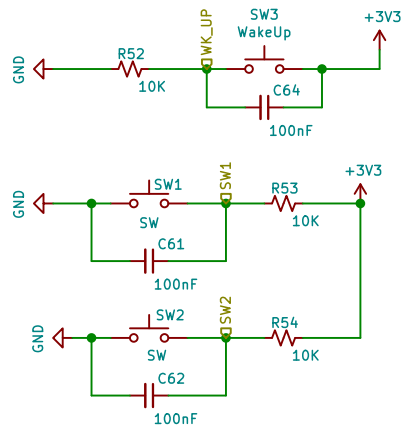 SW3
WakeUp
+3V3
WK_UP
GND
R52
10K
C64
100nF
+3V3
GND
SW1
SW
SW1
R53
10K
C61
100nF
GND
SW2
SW
SW2
R54
10K
C62
100nF